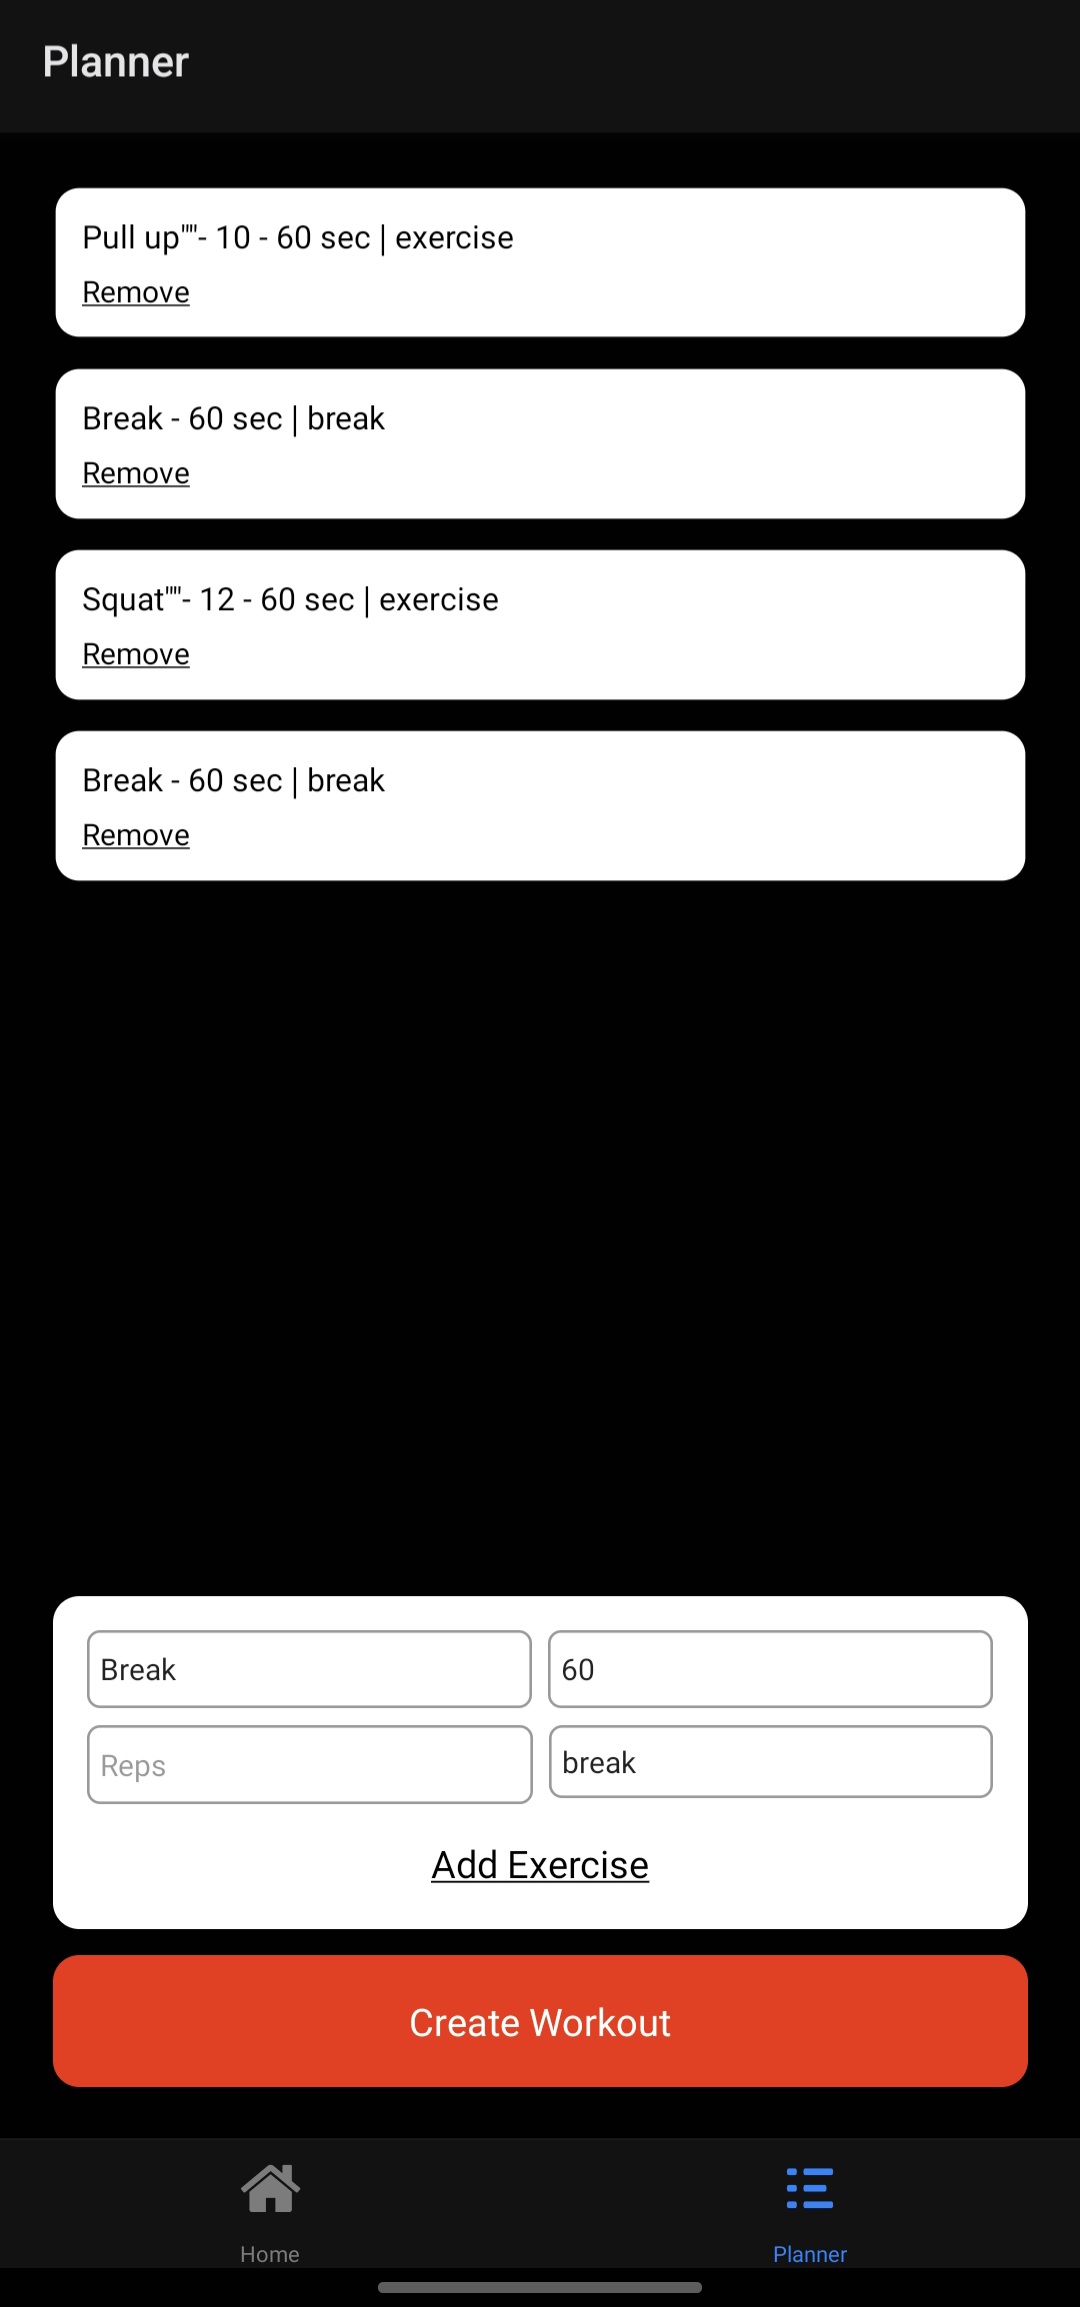 Planner
Pull up""- 10 - 60 sec | exercise
Remove
Break - 60 sec | break
Remove
Squat""- 12 - 60 sec | exercise
Remove
Break - 60 sec | break
Remove
Break
60
Reps
break
Add Exercise
Create Workout
Home
Planner